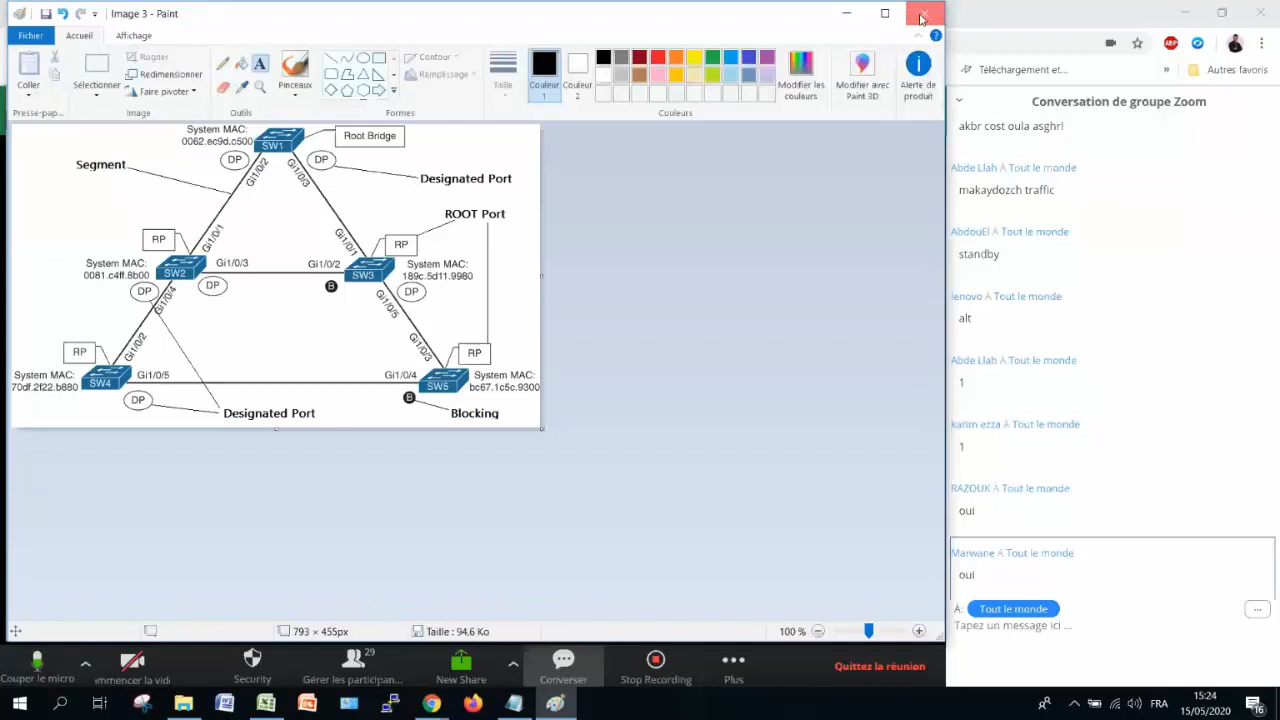 Image 3 - Paint
Fichier
Accueil
Affichage
Coller
Presse-pap...
Sélectionner
Rogner
Redimensionner
Faire pivoter
Image
A
Outils
Pinceaux
Contour
Remplissage
Formes
Taille
Couleur
1
Couleur
2
Couleurs
Modifier les
couleurs
Modifier avec
Paint 3D
Alerte de
produit
System MAC:
0062.ec9d.c500
SW1
Root Bridge
DP
DP
Segment
Gi1/0/2
Gi1/0/3
Designated Port
ROOT Port
RP
Gi1/0/1
RP
System MAC:
0081.c4ff.8b00
SW2
Gi1/0/3
Gi1/0/2
SW3
System MAC:
189c.5d11.9980
DP
DP
B
DP
Gi1/0/4
Gi1/0/5
Gi1/0/2
Gi1/0/3
RP
RP
System MAC:
70df.2f22.b880
SW4
Gi1/0/5
Gi1/0/4
SW5
System MAC:
bc67.1c5c.9300
DP
B
Designated Port
Blocking
793 × 455px
Taille : 94,6 Ko
100 %
Téléchargement et...
»
Autres favoris
Conversation de groupe Zoom
akbr cost oula asghr!
Abde Llah À Tout le monde
makaydozch traffic
AbdouEl À Tout le monde
standby
lenovo À Tout le monde
alt
Abde Llah À Tout le monde
1
karim ezza À Tout le monde
1
RAZOUK À Tout le monde
oui
Marwane À Tout le monde
oui
À:
Tout le monde
...
Tapez un message ici ...
Couper le micro
mmencer la vid
Security
29
Gérer les participan...
New Share
Converser
Stop Recording
Plus
Quittez la réunion
FRA
15:24
15/05/2020
16